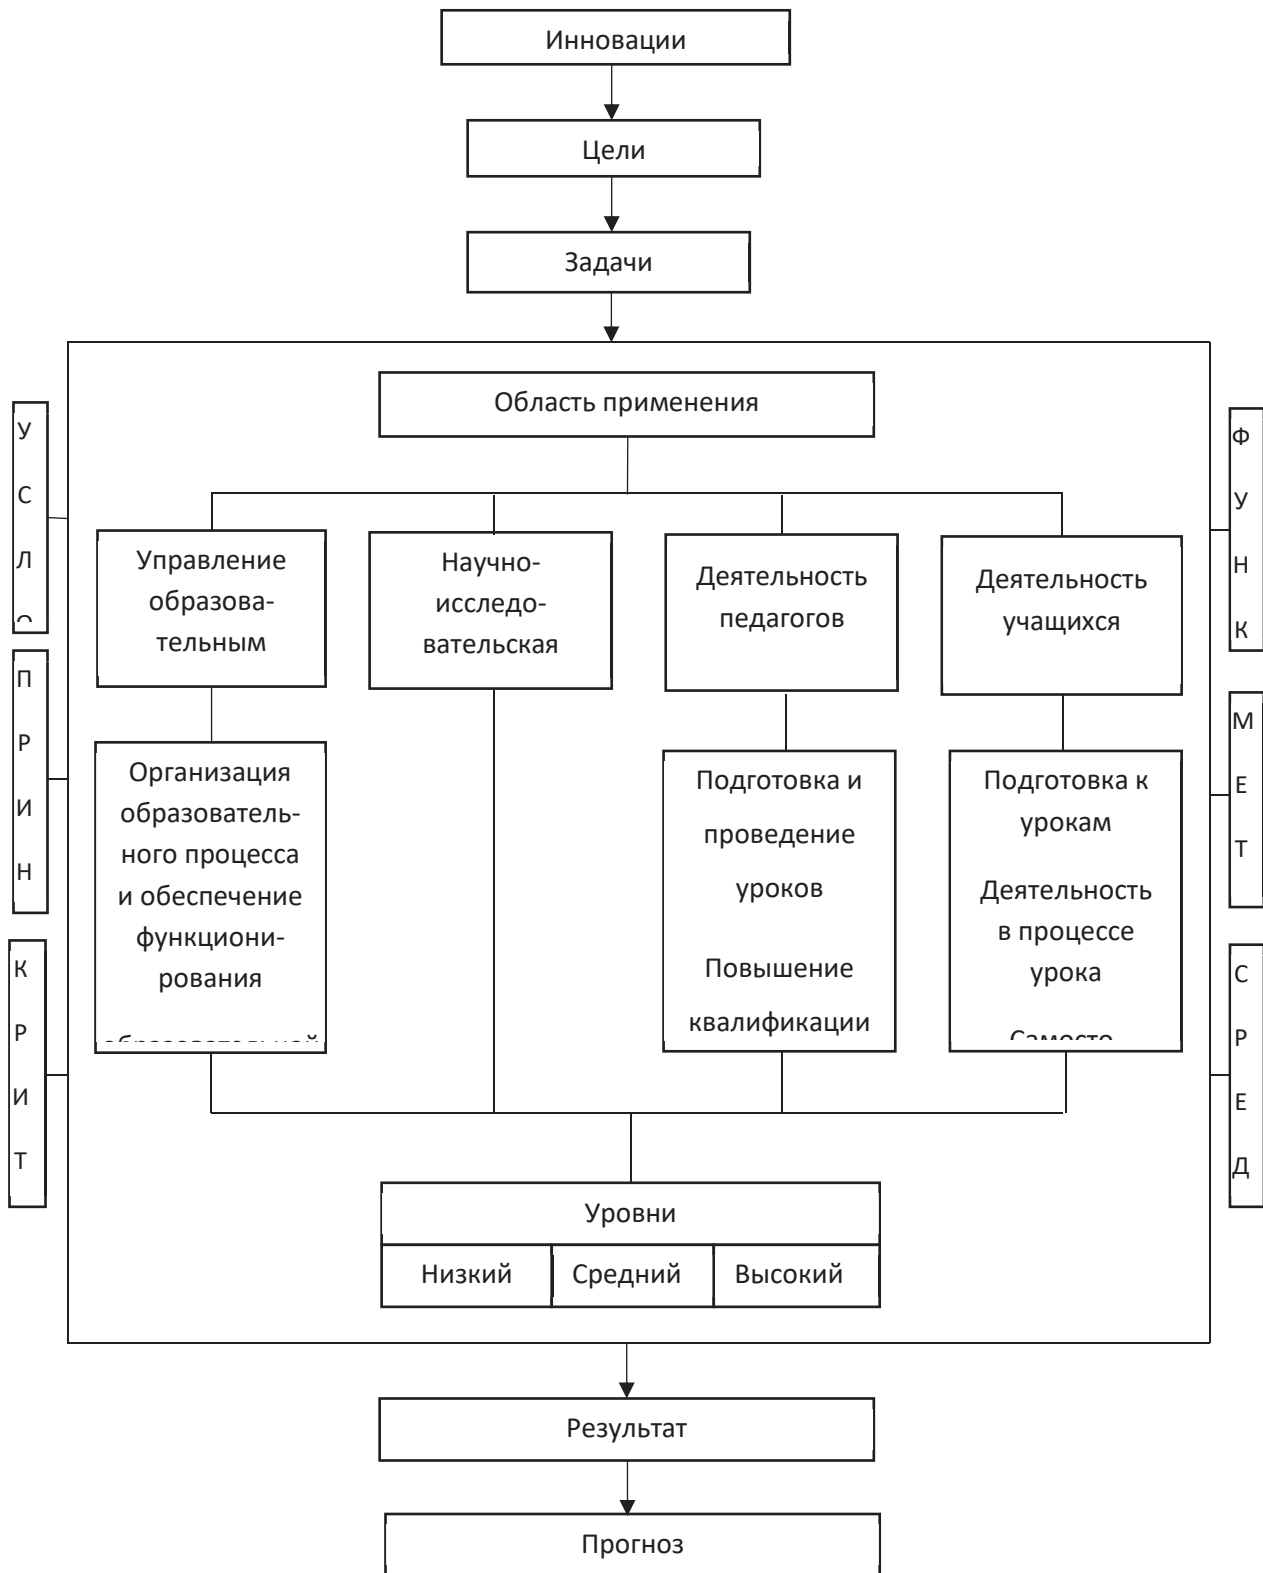 Инновации
Цели
Задачи
Область применения
У
С
Л
П
Р
И
Н
К
Р
И
Т
Управление
образова-
тельным
Научно-
исследо-
вательская
Деятельность
педагогов
Деятельность
учащихся
Организация
образователь-
ного процесса
и обеспечение
функциони-
рования
Подготовка и
проведение
уроков
Повышение
квалификации
Подготовка к
урокам
Деятельность
в процессе
урока
Ф
У
Н
К
М
Е
Т
С
Р
Е
Д
Уровни
Низкий Средний Высокий
Результат
Прогноз